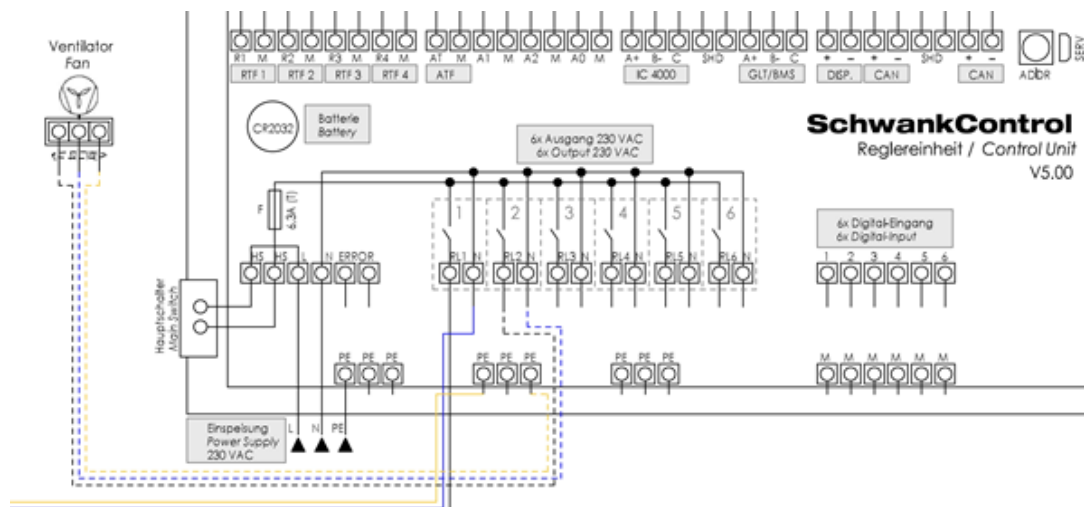 Ventilator
Fan
R1 M R2 M R3 M R4 M AT M A1 M A2 M A0 M A+ B- C SHD A+ B- C + - + - SHD + -
RTF 1 RTF 2 RTF 3 RTF 4 ATF IC 4000 GLT/BMS DISP. CAN CAN
ADDR
SERV
CR2032
Batterie
Battery
6x Ausgang 230 VAC
6x Output 230 VAC
SchwankControl
Reglereinheit / Control Unit
V5.00
F
6.3A (T)
1 2 3 4 5 6
6x Digital-Eingang
6x Digital-Input
HS HS L N ERROR RL1 N RL2 N RL3 N RL4 N RL5 N RL6 N
1 2 3 4 5 6
Hauptschalter
Main Switch
PE PE PE PE PE PE PE PE PE
M M M M M M
Einspeisung
Power Supply
230 VAC
L N PE